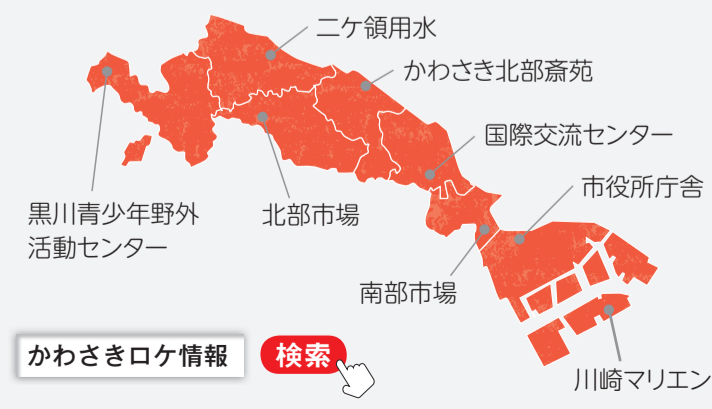 二ケ領用水
かわさき北部斎苑
国際交流センター
市役所庁舎
黒川青少年野外
活動センター
北部市場
南部市場
川崎マリエン
かわさきロケ情報
検索